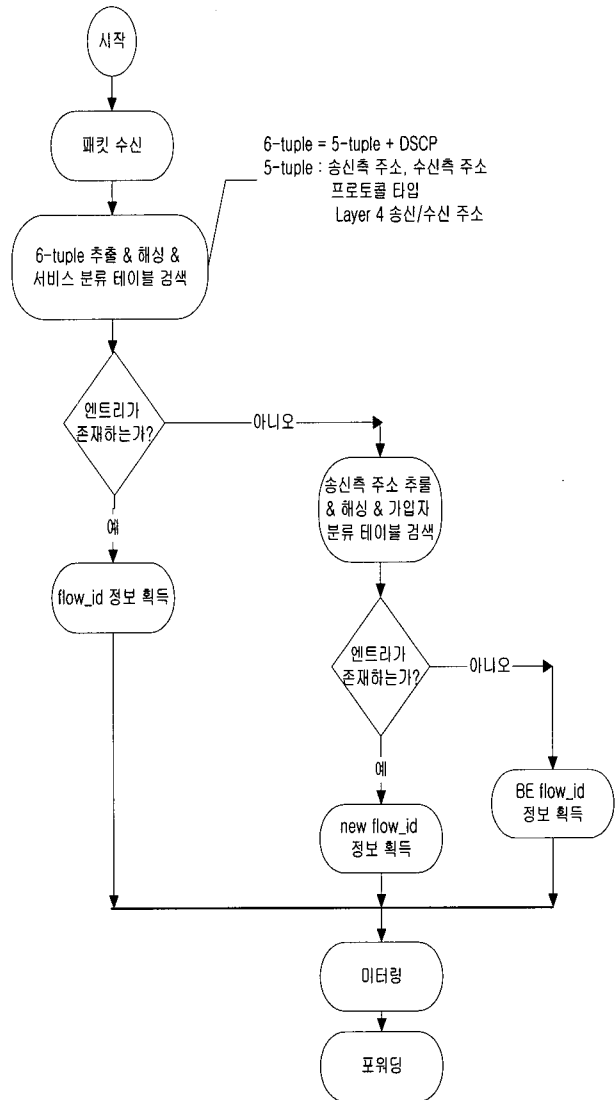 시작
패킷 수신
6-tuple = 5-tuple + DSCP
5-tuple : 송신측 주소, 수신측 주소
프로토콜 타입
Layer 4 송신/수신 주소
6-tuple 추출 & 해싱 &
서비스 분류 테이블 검색
엔트리가
존재하는가?
아니오
예
송신측 주소 추룰
& 해싱 & 가입자
분류 테이블 검색
flow_id 정보 획득
엔트리가
존재하는가?
아니오
예
BE flow_id
정보 획득
new flow_id
정보 획득
미터링
포워딩